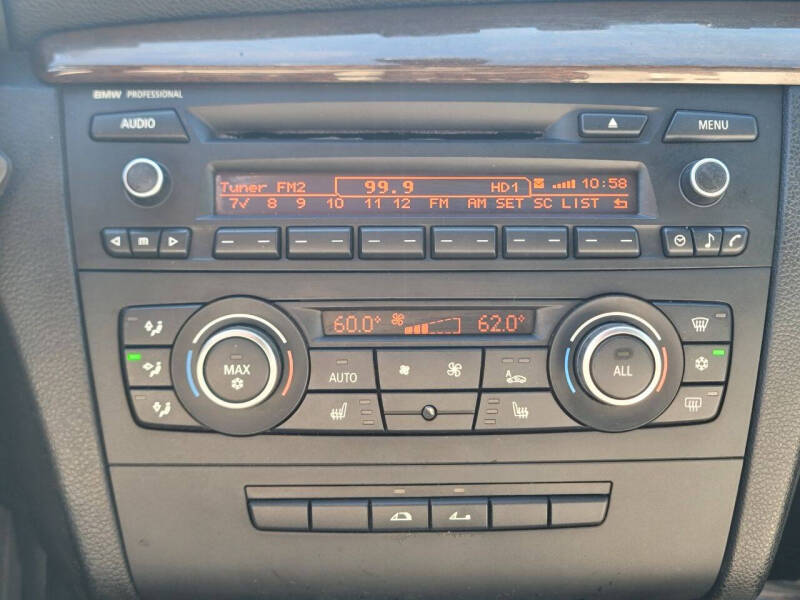 BMW PROFESSIONAL
AUDIO
MENU
Tuner FM2 99.9 HD1 10:58
7✓ 8 9 10 11 12 FM AM SET SC LIST
m
60.0° 62.0°
MAX
AUTO
A
ALL